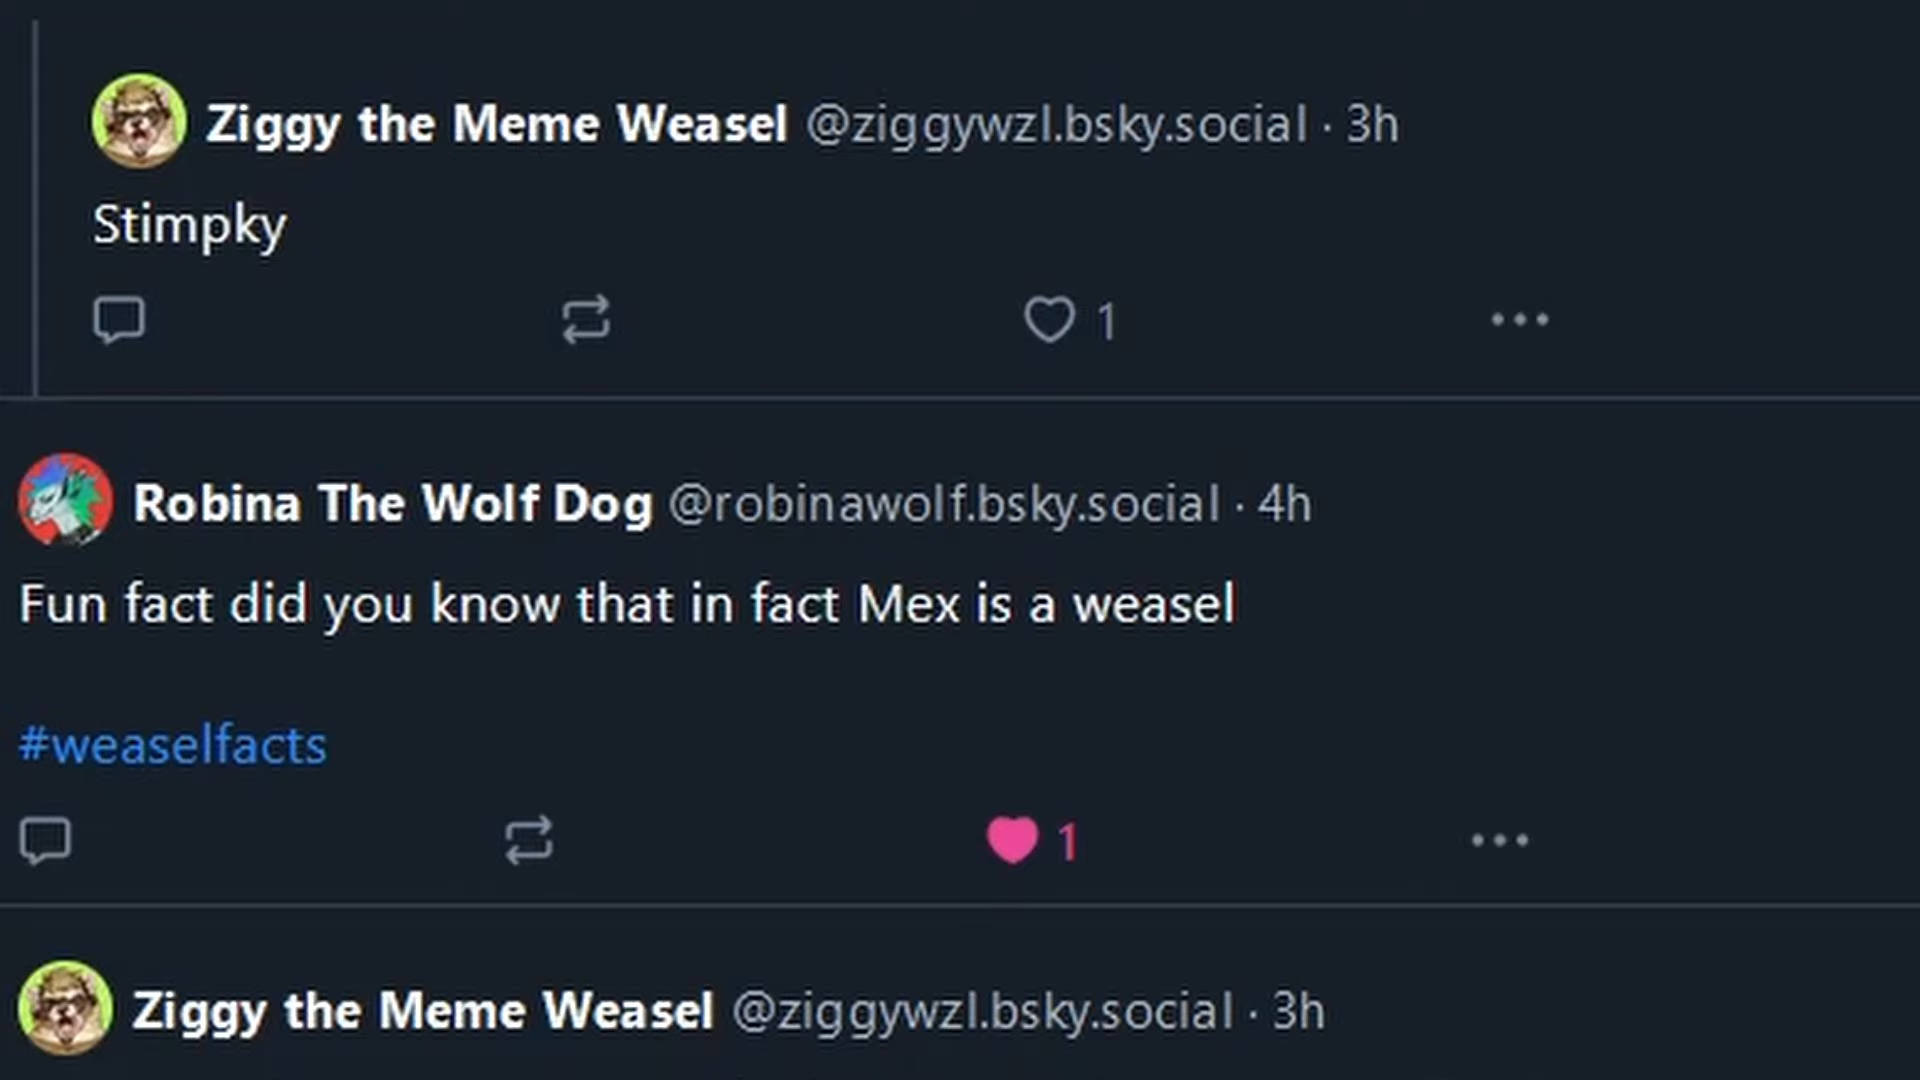 Ziggy the Meme Weasel @ziggywzl.bsky.social · 3h
Stimpky
1
Robina The Wolf Dog @robinawolf.bsky.social · 4h
Fun fact did you know that in fact Mex is a weasel
#weaselfacts
1
Ziggy the Meme Weasel @ziggywzl.bsky.social · 3h